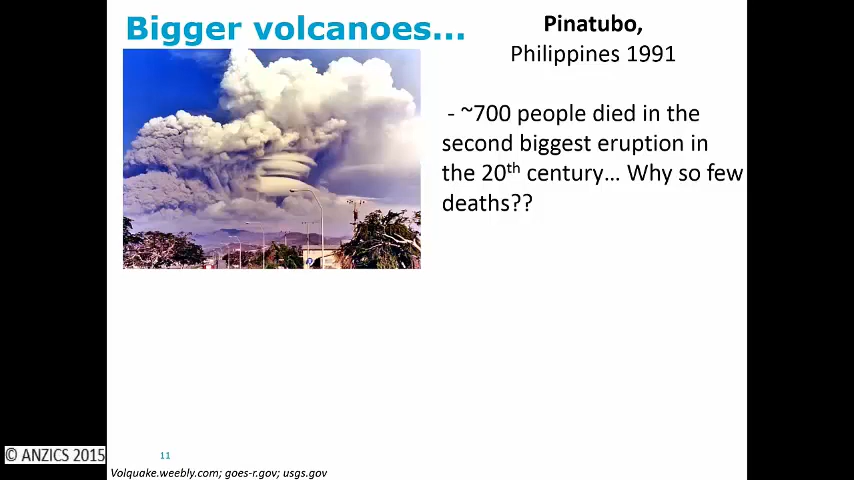 Bigger volcanoes...
Pinatubo,
Philippines 1991
- ~700 people died in the
second biggest eruption in
the 20th century... Why so few
deaths??
© ANZICS 2015
11
Volquake.weebly.com; goes-r.gov; usgs.gov